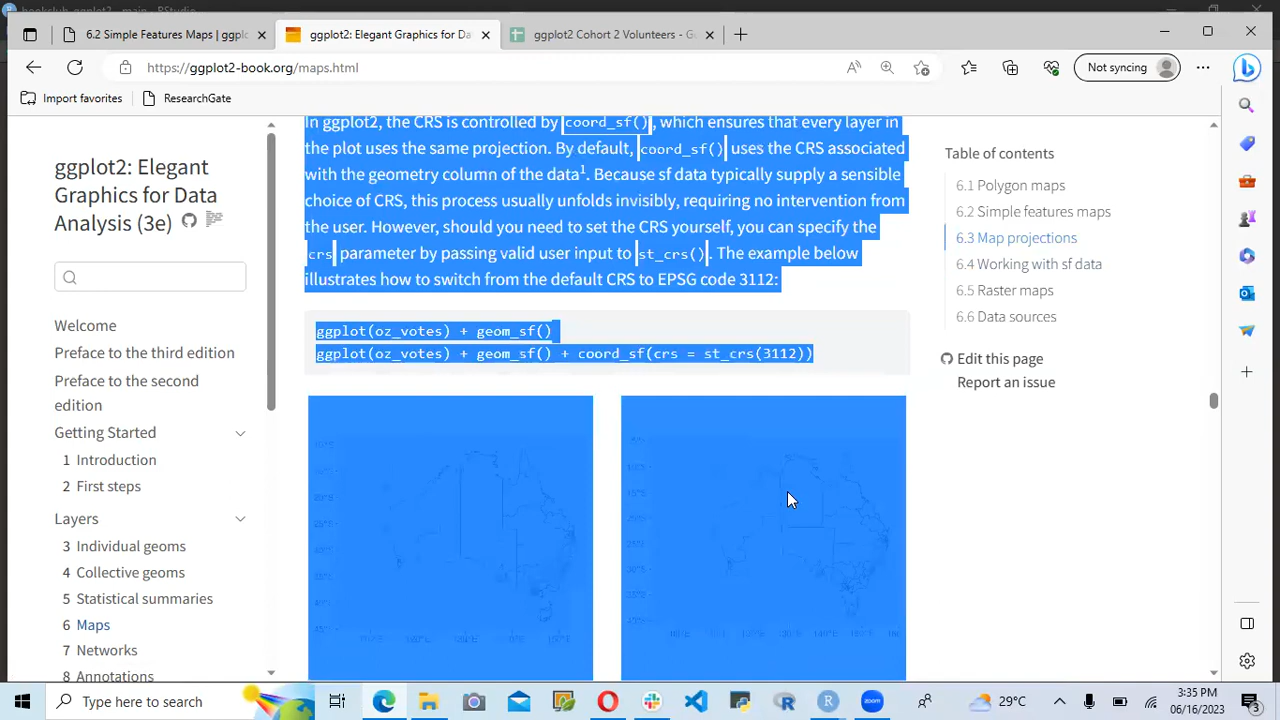 6.2 Simple Features Maps | ggplo
ggplot2: Elegant Graphics for Da
ggplot2 Cohort 2 Volunteers - G
https://ggplot2-book.org/maps.html
Not syncing
Import favorites
ResearchGate
ggplot2: Elegant
Graphics for Data
Analysis (3e)
Welcome
Preface to the third edition
Preface to the second
edition
Getting Started
1 Introduction
2 First steps
Layers
3 Individual geoms
4 Collective geoms
5 Statistical summaries
6 Maps
7 Networks
8 Annotations
In ggplot2, the CRS is controlled by coord_sf(), which ensures that every layer in
the plot uses the same projection. By default, coord_sf() uses the CRS associated
with the geometry column of the data1. Because sf data typically supply a sensible
choice of CRS, this process usually unfolds invisibly, requiring no intervention from
the user. However, should you need to set the CRS yourself, you can specify the
crs parameter by passing valid user input to st_crs(). The example below
illustrates how to switch from the default CRS to EPSG code 3112:
ggplot(oz_votes) + geom_sf()
ggplot(oz_votes) + geom_sf() + coord_sf(crs = st_crs(3112))
Table of contents
6.1 Polygon maps
6.2 Simple features maps
6.3 Map projections
6.4 Working with sf data
6.5 Raster maps
6.6 Data sources
Edit this page
Report an issue
Type here to search
zoom
29°C
3:35 PM
06/16/2023
3